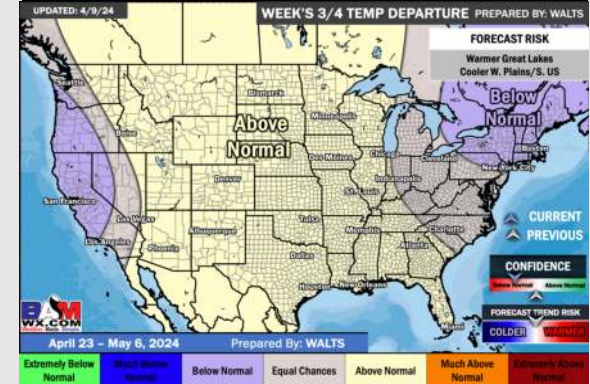 UPDATED: 4/9/24
WEEK'S 3/4 TEMP DEPARTURE PREPARED BY: WALTS
FORECAST RISK
Warmer Great Lakes
Cooler W. Plains/S. US
Seattle
Bismarck
Below
Normal
Boise
Above
Normal
Minneapolis
Boston
Des Moines
Chicago
Cleveland
New York City
Denver
Indianapolis
St. Louis
San Francisco
Las Vegas
CURRENT
PREVIOUS
Tulsa
Charlotte
Los Angeles
Albuquerque
Memphis
Phoenix
Atlanta
Dallas
CONFIDENCE
Below Normal
Above Normal
Houston
New Orleans
BAM
WX.COM
FORECAST TREND RISK
COLDER
WARMER
Miami
April 23 - May 6, 2024
Prepared By: WALTS
Extremely Below
Normal
Much Below
Normal
Below Normal
Equal Chances
Above Normal
Much Above
Normal
Extremely Above
Normal